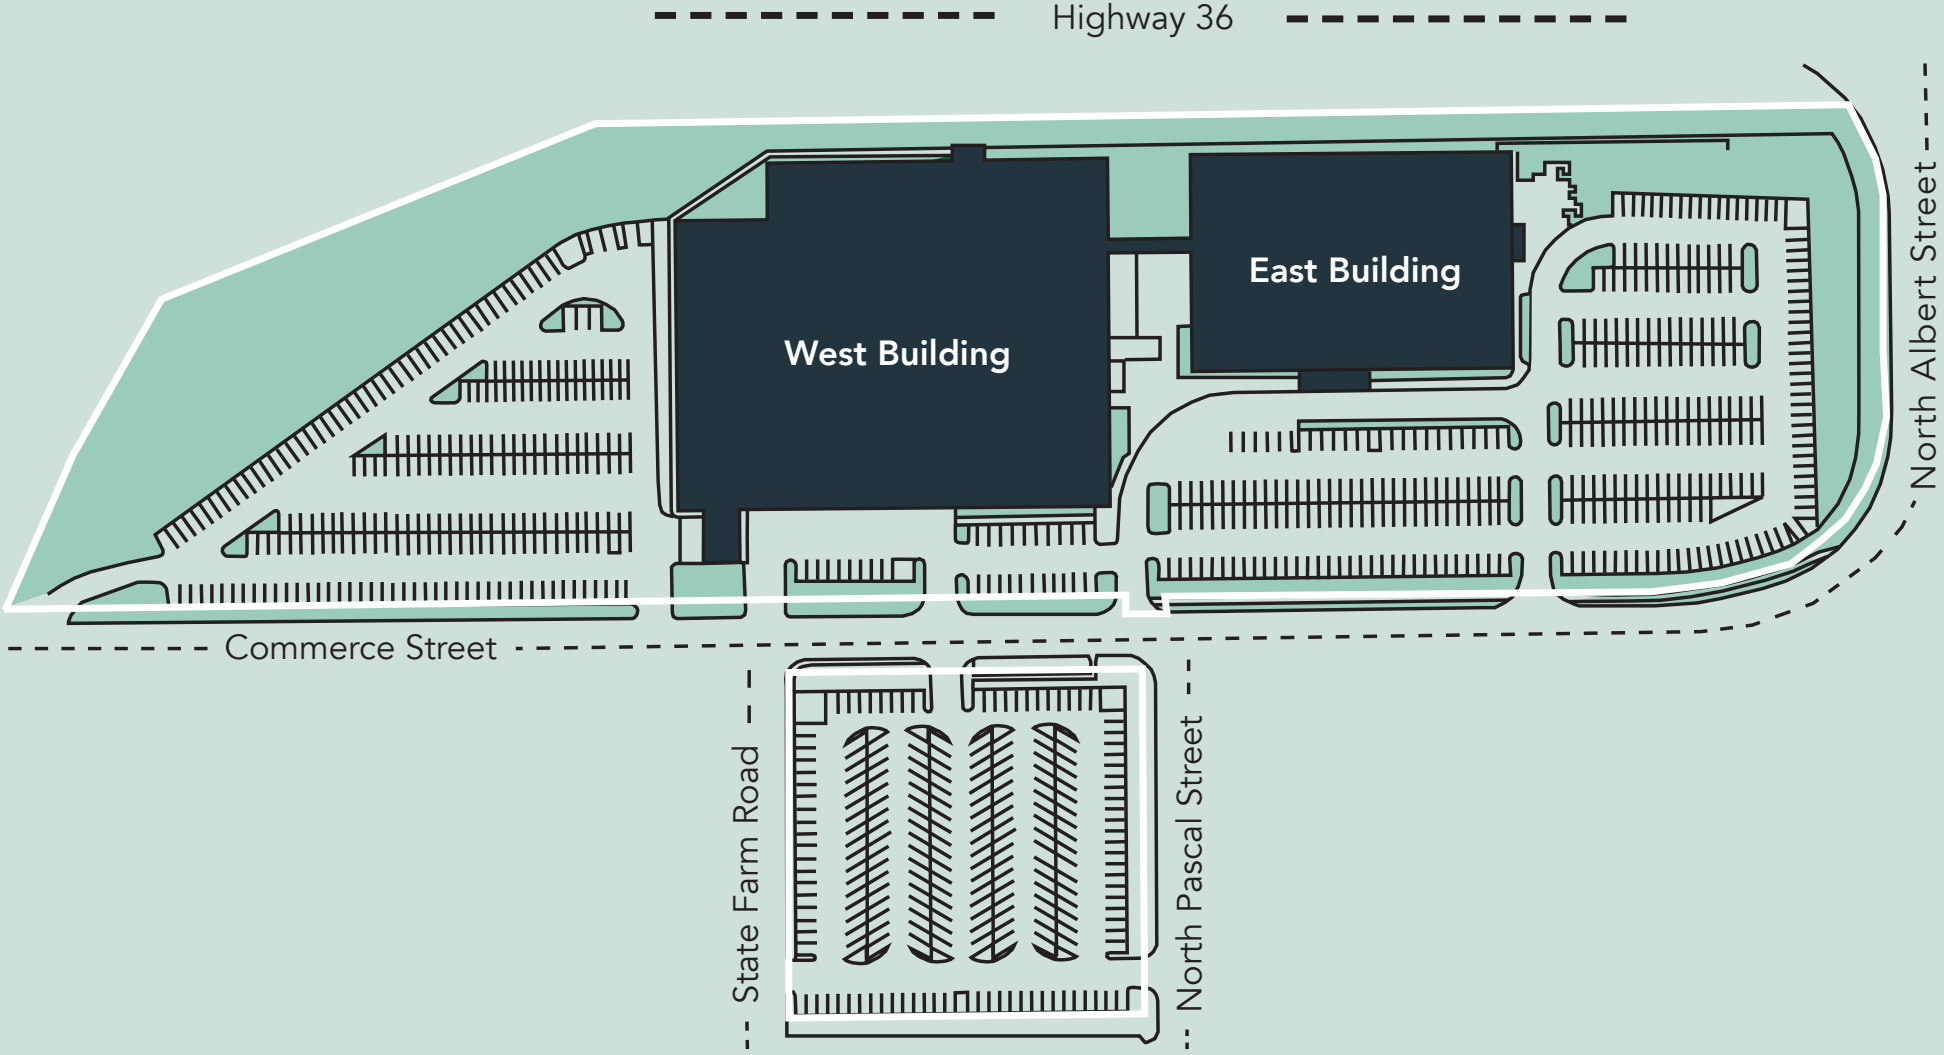 Highway 36
East Building
West Building
North Albert Street
Commerce Street
State Farm Road
North Pascal Street